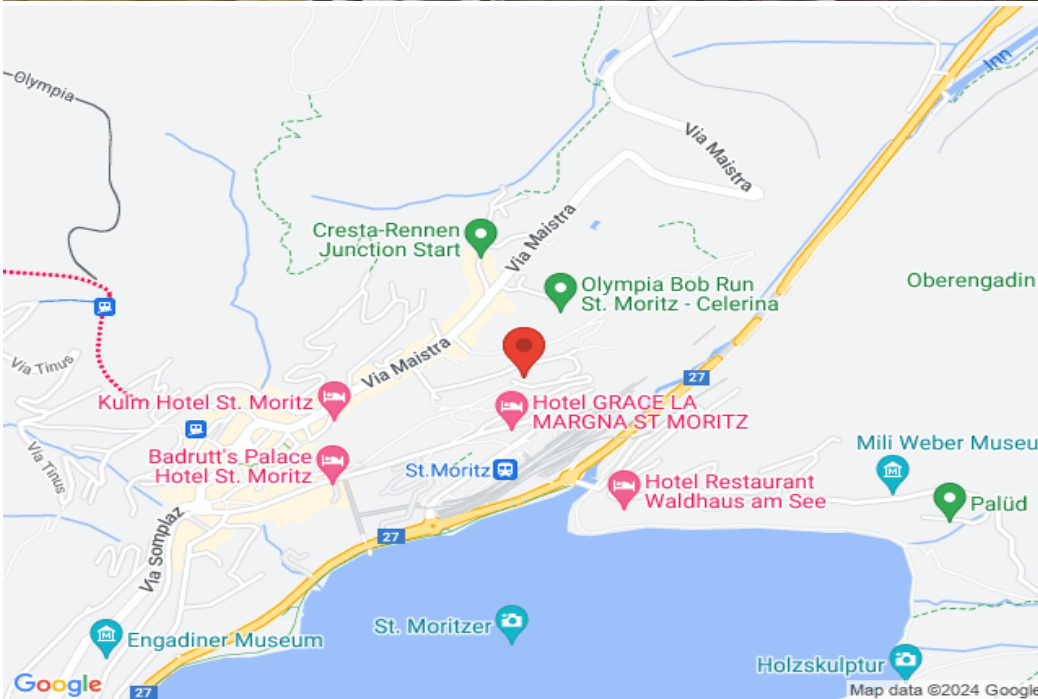 Olympia
Inn
Via Maistra
Cresta-Rennen
Junction Start
Via Maistra
Olympia Bob Run
St. Moritz - Celerina
Oberengadin
Via Tinus
Via Maistra
27
Kulm Hotel St. Moritz
Hotel GRACE LA
MARGNA ST MORITZ
Via Tinus
Badrutt's Palace
Hotel St. Moritz
St.Moritz
Mili Weber Museu
Hotel Restaurant
Waldhaus am See
Palüd
Via Somplaz
27
Engadiner Museum
St. Moritzer
Holzskulptur
Google
27
Map data ©2024 Google